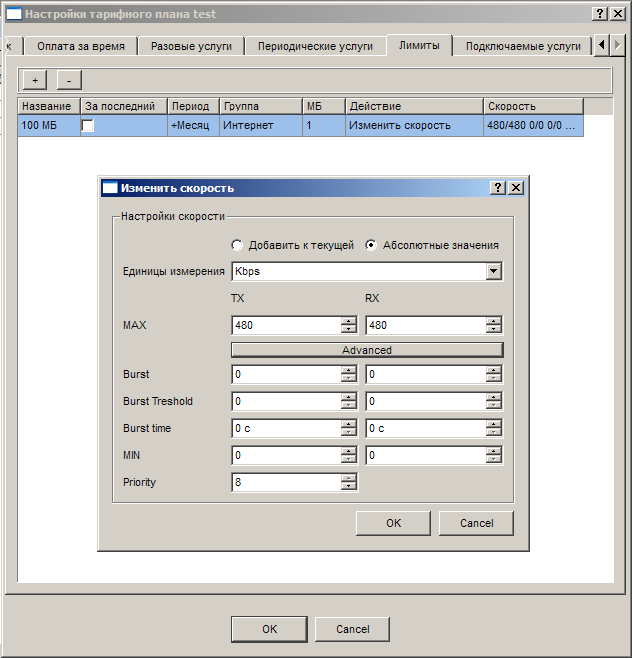 Настройки тарифного плана test
к Оплата за время Разовые услуги Периодические услуги Лимиты Подключаемые услуги
+ -
Название За последний Период Группа МБ Действие Скорость
100 МБ +Месяц Интернет 1 Изменить скорость 480/480 0/0 0/0 ...
Изменить скорость
Настройки скорости
Добавить к текущей Абсолютные значения
Единицы измерения Kbps
TX RX
MAX 480 480
Advanced
Burst 0 0
Burst Treshold 0 0
Burst time 0 с 0 с
MIN 0 0
Priority 8
OK Cancel
OK Cancel